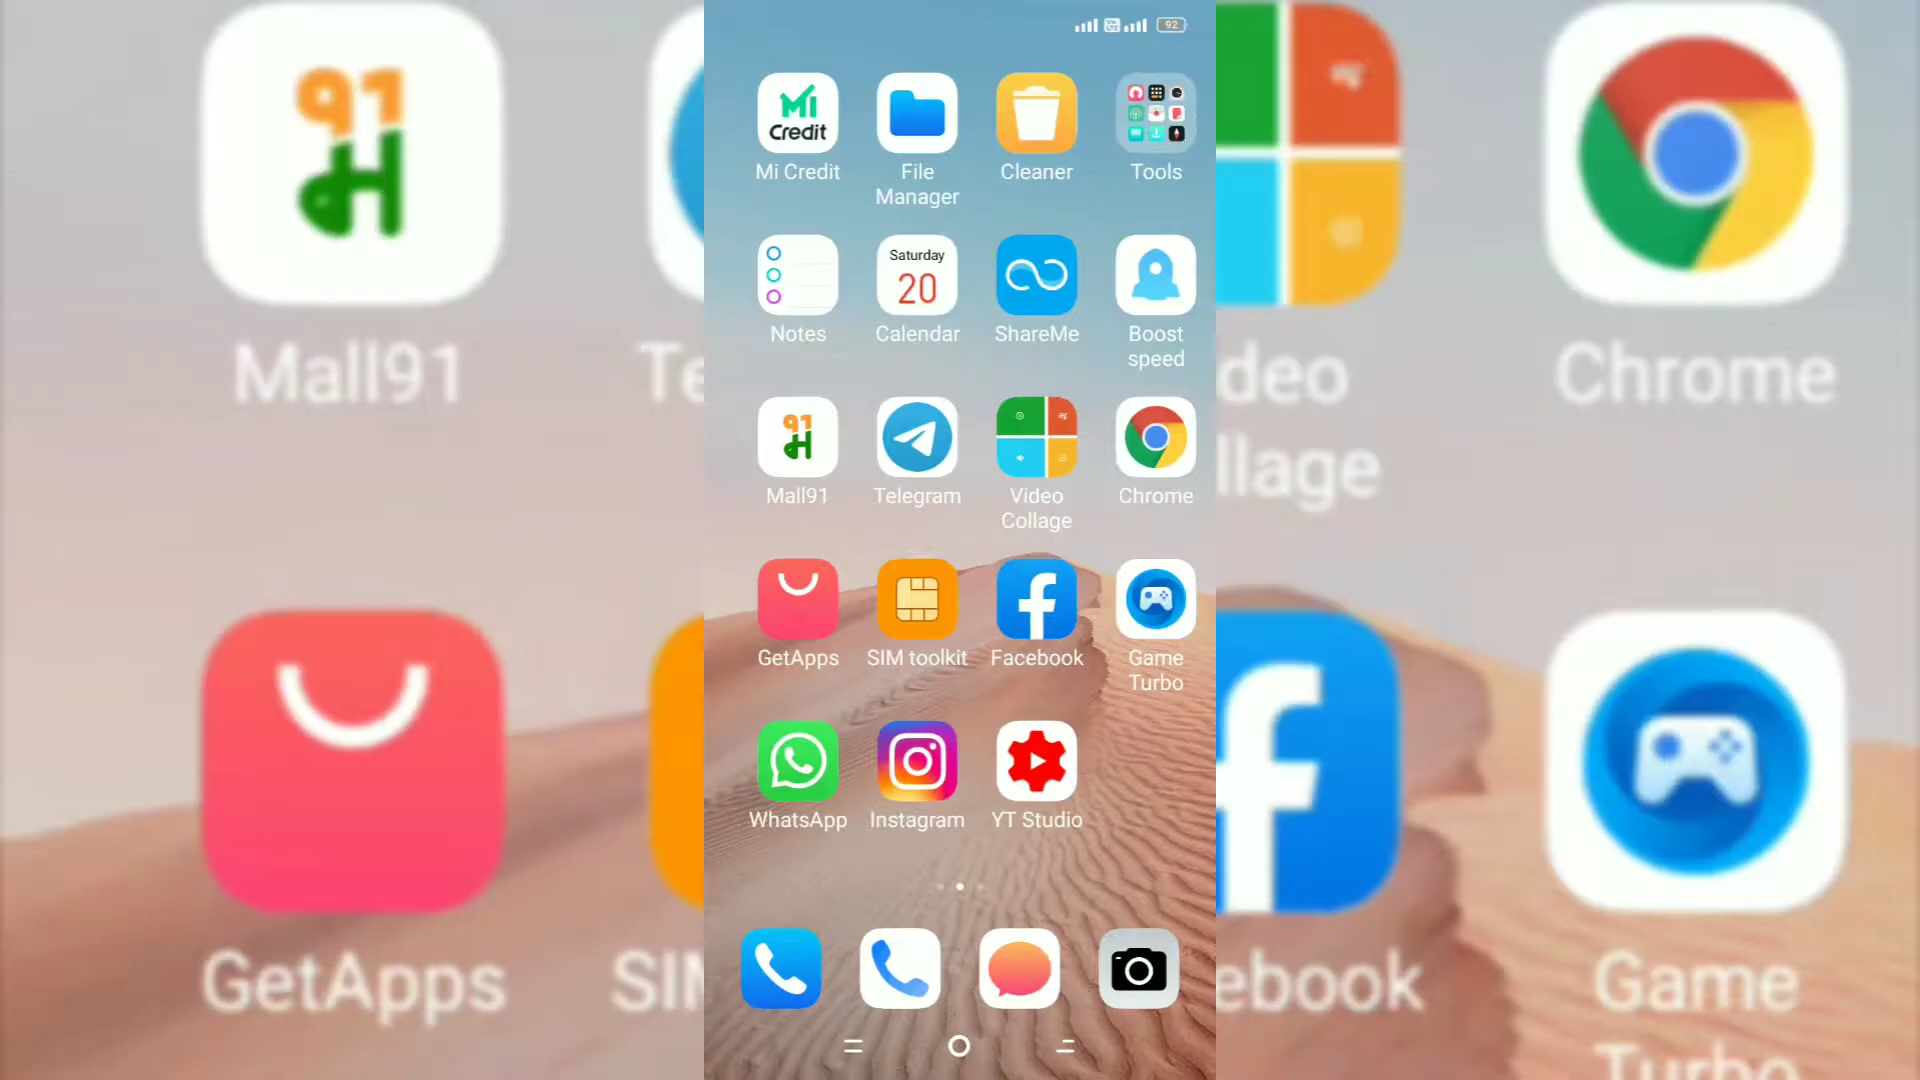 92
Mi
Credit
Mi Credit
File
Manager
Cleaner
Tools
Saturday
20
Notes
Calendar
ShareMe
Boost
speed
91
म
Mall91
Telegram
Video
Collage
Chrome
GetApps
SIM toolkit
Facebook
Game
Turbo
WhatsApp
Instagram
YT Studio
91
म
Mall91
Te
deo
llage
Chrome
GetApps
SIM
ebook
Game
Turbo